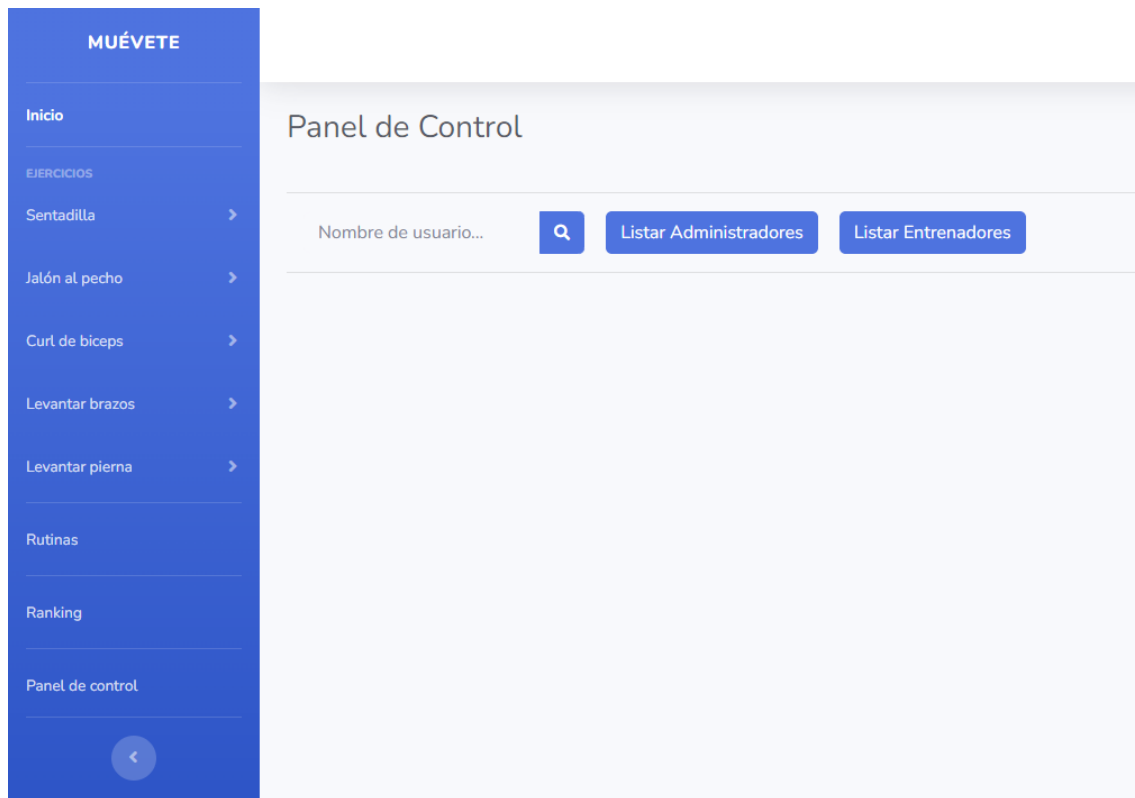 MUÉVETE
Inicio
EJERCICIOS
Sentadilla
Jalón al pecho
Curl de biceps
Levantar brazos
Levantar pierna
Rutinas
Ranking
Panel de control
Panel de Control
Nombre de usuario...
Listar Administradores
Listar Entrenadores